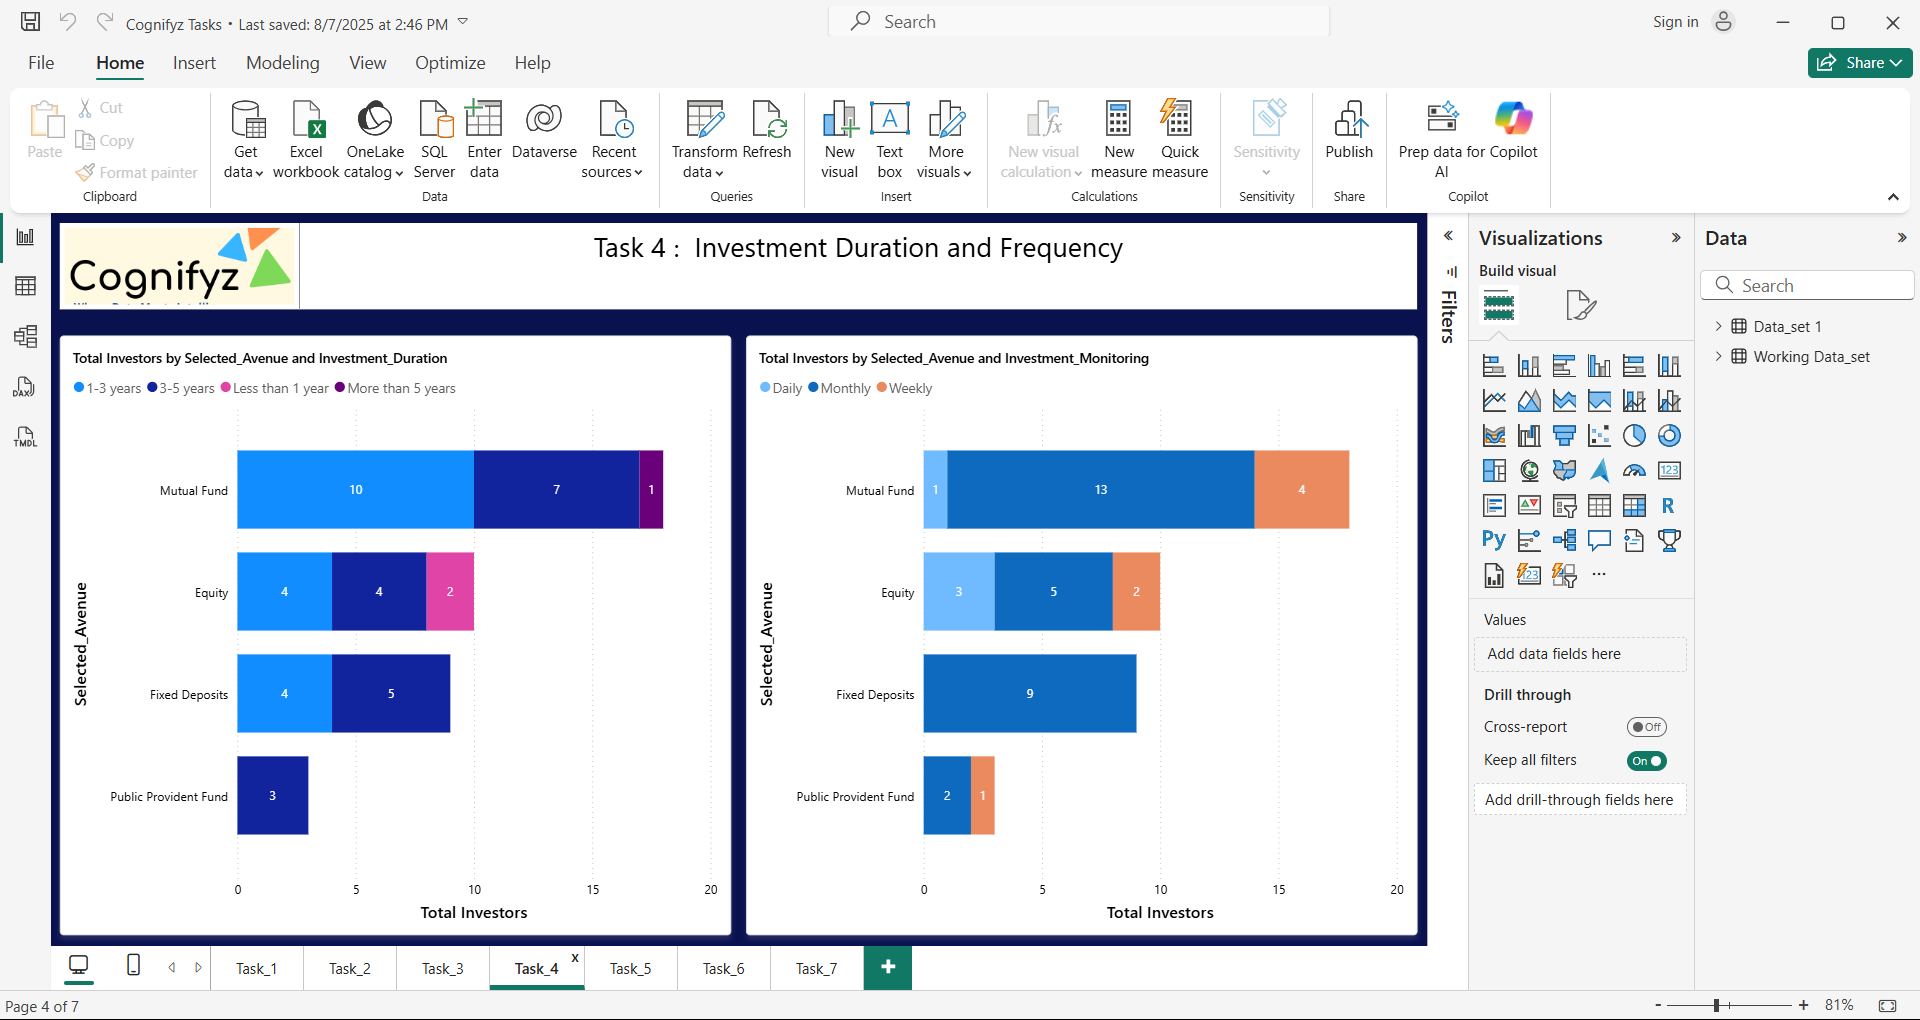 Cognifyz Tasks • Last saved: 8/7/2025 at 2:46 PM
Search
Sign in
File Home Insert Modeling View Optimize Help
Share
Paste
Cut
Copy
Format painter
Clipboard
Get data
Excel workbook
OneLake catalog
SQL Server
Enter data
Dataverse
Recent sources
Data
Transform data
Refresh
Queries
New visual
Text box
More visuals
Insert
New visual calculation
New measure
Quick measure
Calculations
Sensitivity
Sensitivity
Publish
Share
Prep data for AI
Copilot
Copilot
DAX
TMDL
Cognifyz
Task 4 : Investment Duration and Frequency
Total Investors by Selected_Avenue and Investment_Duration
1-3 years 3-5 years Less than 1 year More than 5 years
Selected_Avenue
Mutual Fund 10 7 1
Equity 4 4 2
Fixed Deposits 4 5
Public Provident Fund 3
0 5 10 15 20
Total Investors
Total Investors by Selected_Avenue and Investment_Monitoring
Daily Monthly Weekly
Selected_Avenue
Mutual Fund 1 13 4
Equity 3 5 2
Fixed Deposits 9
Public Provident Fund 2 1
0 5 10 15 20
Total Investors
Filters
Visualizations
Build visual
123
R
Py
123
Values
Add data fields here
Drill through
Cross-report Off
Keep all filters On
Add drill-through fields here
Data
Search
Data_set 1
Working Data_set
Task_1 Task_2 Task_3 Task_4 x Task_5 Task_6 Task_7 +
Page 4 of 7
- + 81%